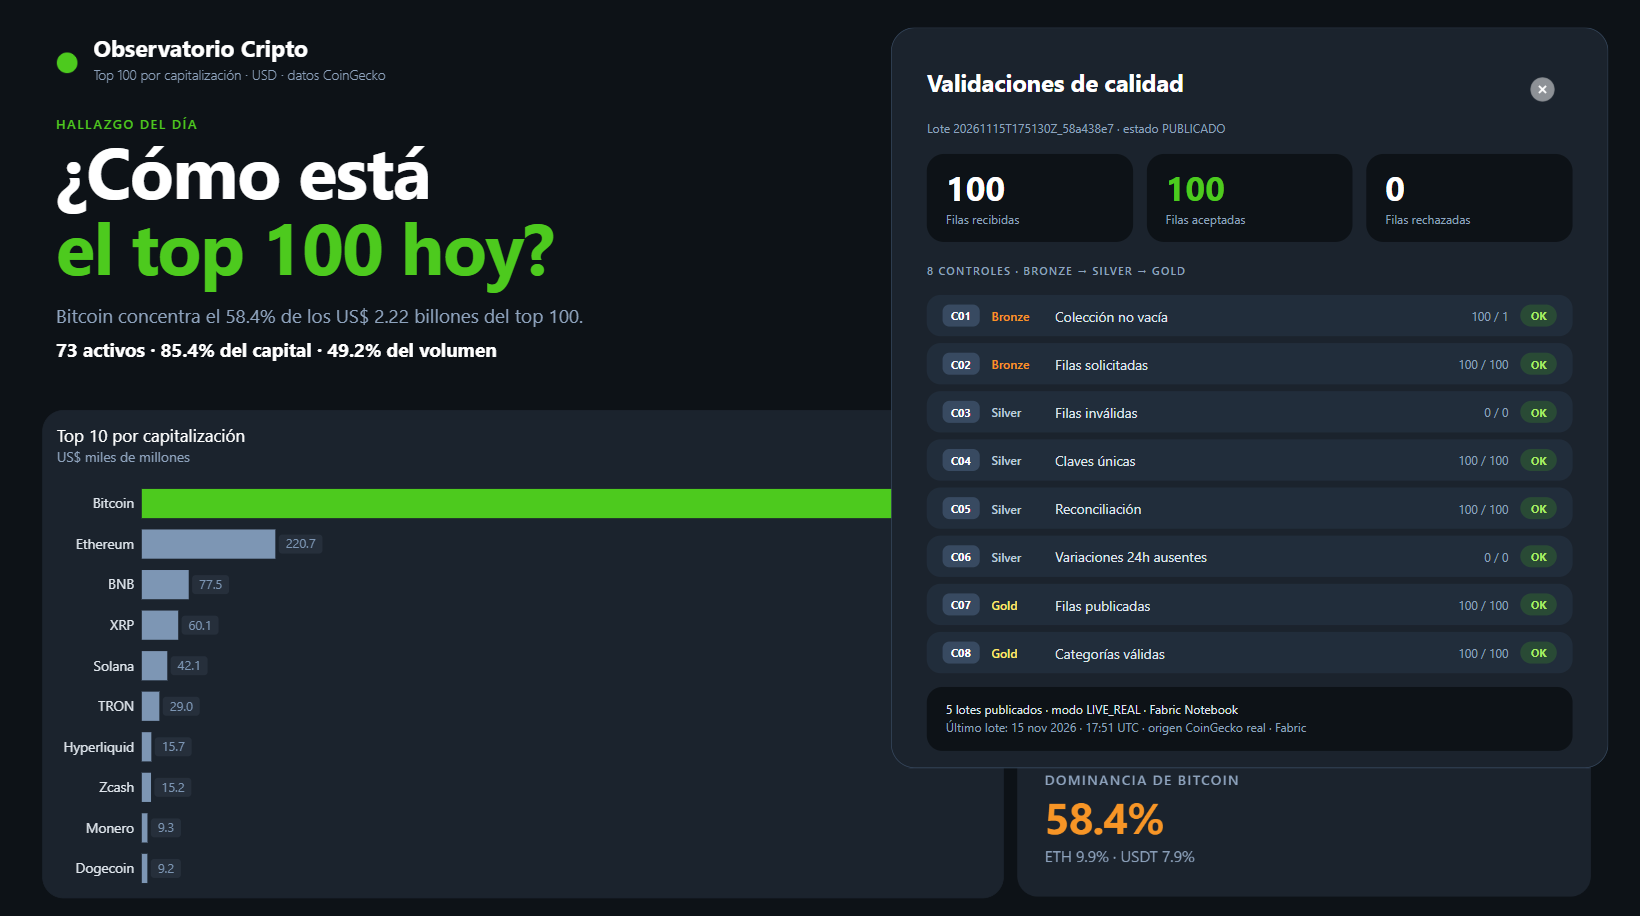 Observatorio Cripto
Top 100 por capitalización · USD · datos CoinGecko
HALLAZGO DEL DÍA
¿Cómo está
el top 100 hoy?
Bitcoin concentra el 58.4% de los US$ 2.22 billones del top 100.
73 activos · 85.4% del capital · 49.2% del volumen
Top 10 por capitalización
US$ miles de millones
Bitcoin
Ethereum 220.7
BNB 77.5
XRP 60.1
Solana 42.1
TRON 29.0
Hyperliquid 15.7
Zcash 15.2
Monero 9.3
Dogecoin 9.2
Validaciones de calidad
Lote 20261115T175130Z_58a438e7 · estado PUBLICADO
100 100 0
Filas recibidas Filas aceptadas Filas rechazadas
8 CONTROLES · BRONZE → SILVER → GOLD
C01 Bronze Colección no vacía 100 / 1 OK
C02 Bronze Filas solicitadas 100 / 100 OK
C03 Silver Filas inválidas 0 / 0 OK
C04 Silver Claves únicas 100 / 100 OK
C05 Silver Reconciliación 100 / 100 OK
C06 Silver Variaciones 24h ausentes 0 / 0 OK
C07 Gold Filas publicadas 100 / 100 OK
C08 Gold Categorías válidas 100 / 100 OK
5 lotes publicados · modo LIVE_REAL · Fabric Notebook
Último lote: 15 nov 2026 · 17:51 UTC · origen CoinGecko real · Fabric
DOMINANCIA DE BITCOIN
58.4%
ETH 9.9% · USDT 7.9%